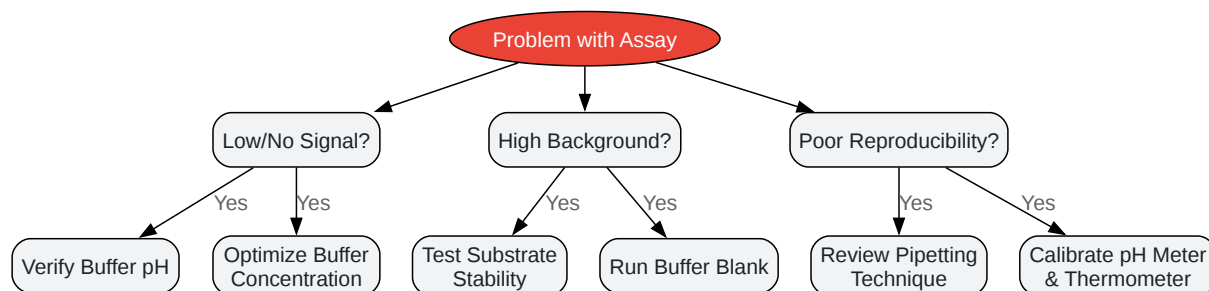 Problem with Assay
Low/No Signal?
High Background?
Poor Reproducibility?
Yes
Yes
Yes
Yes
Yes
Yes
Verify Buffer pH
Optimize Buffer
Concentration
Test Substrate
Stability
Run Buffer Blank
Review Pipetting
Technique
Calibrate pH Meter
& Thermometer